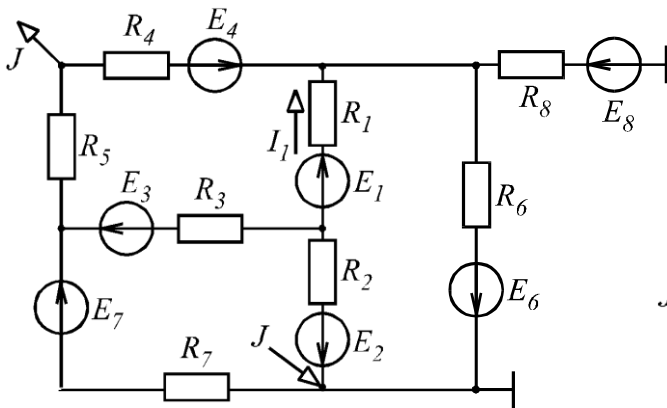 J R4 E4
R8 E8
R5 I1 R1
E3 R3 E1 R6
R2
E7 E6 J
R7 J E2